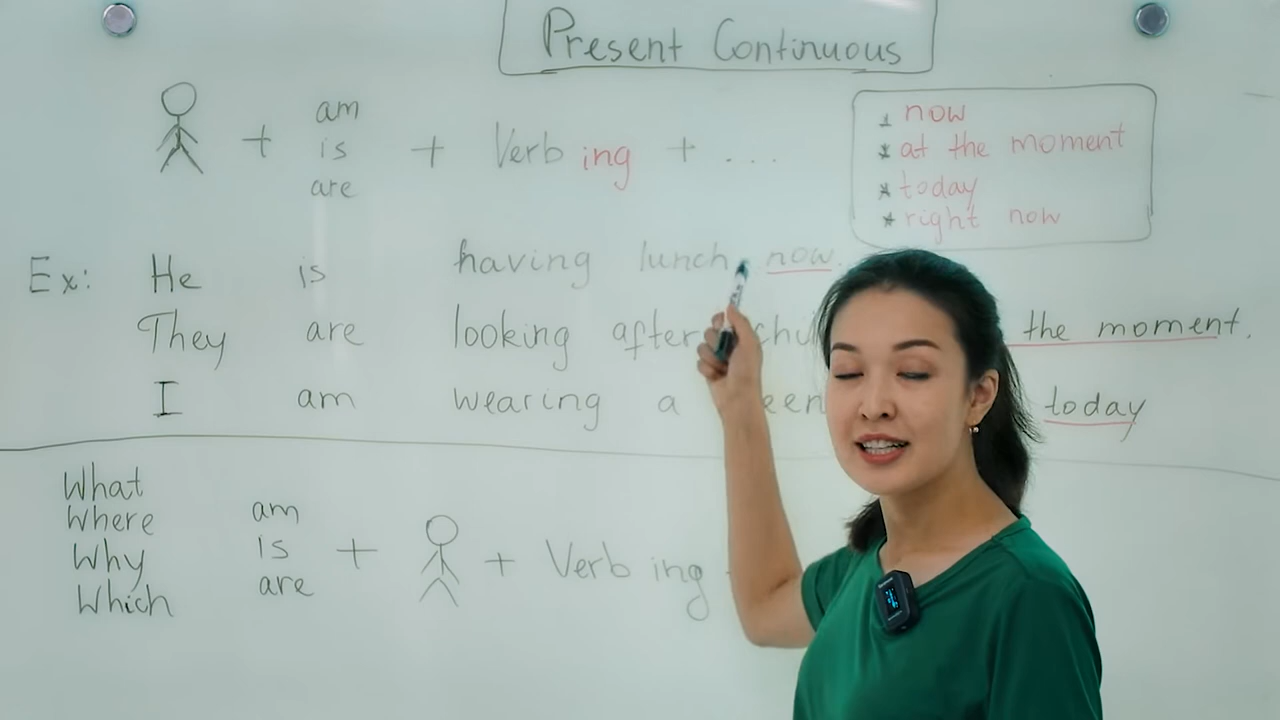 Present Continuous
am
is + + Verb ing + ...
are
* now
* at the moment
* today
* right now
Ex: He is having lunch now.
They are looking after the moment.
I am wearing a today
What
Where
Why
Which
am
is + + Verb ing
are